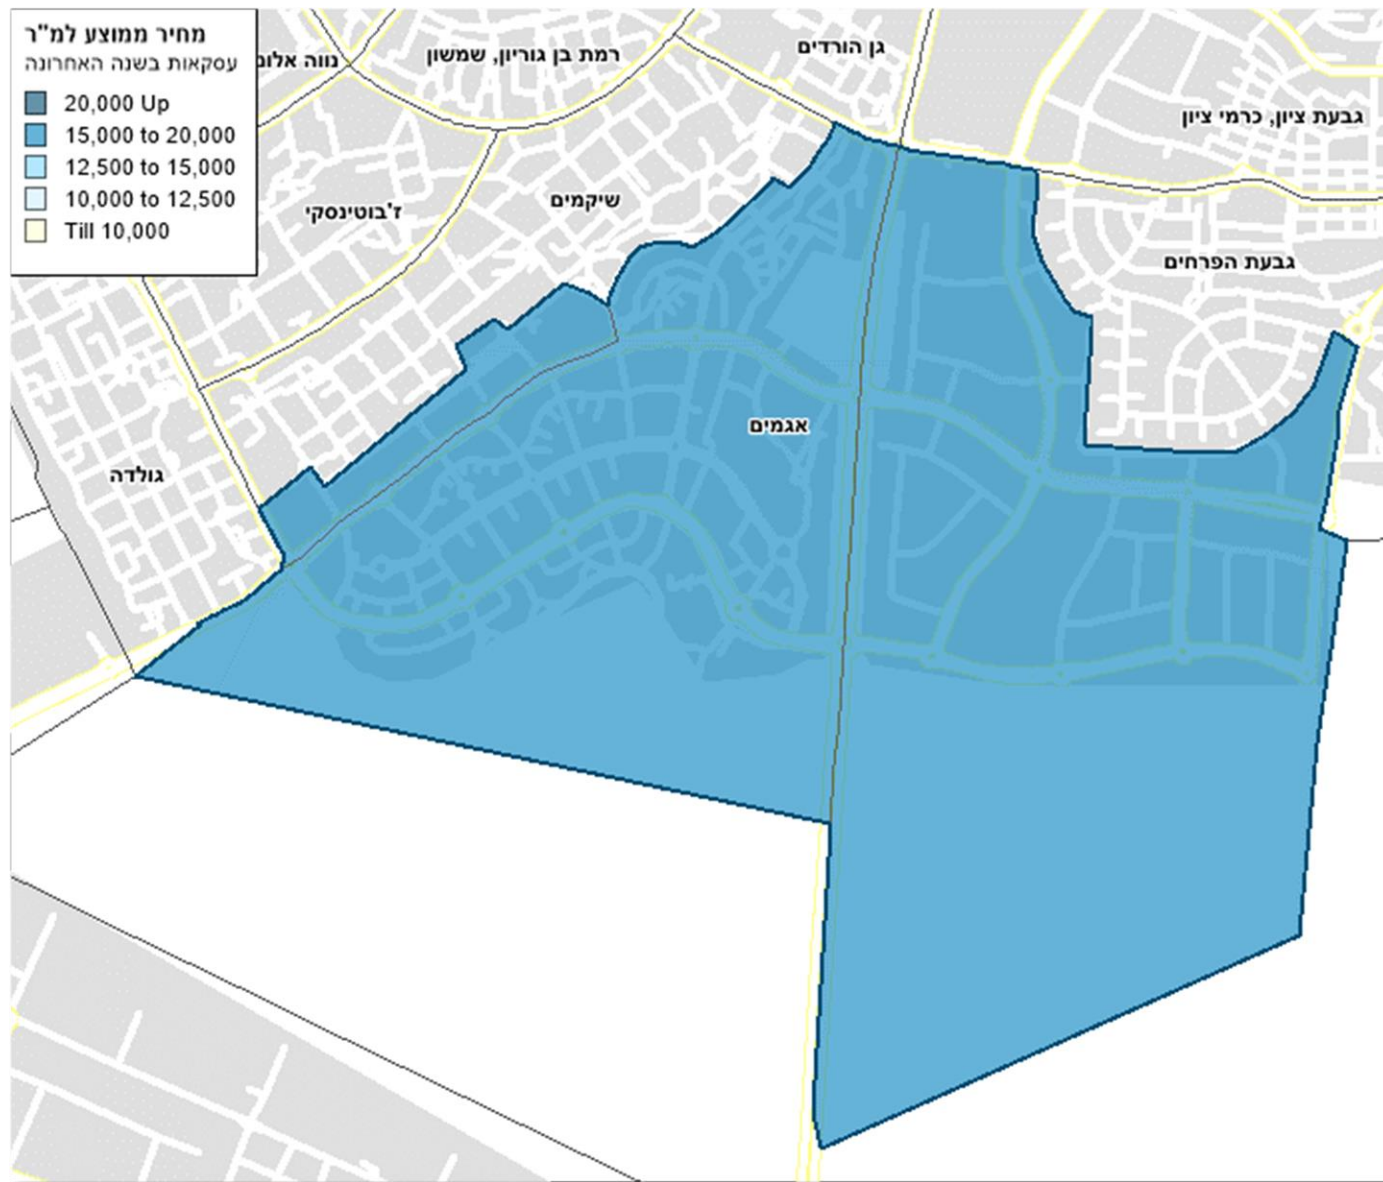 מחיר ממוצע למ"ר
עסקאות בשנה האחרונה
20,000 Up
15,000 to 20,000
12,500 to 15,000
10,000 to 12,500
Till 10,000
גן הורדים
רמת בן גוריון, שמשון
נווה אלונ
גבעת ציון, כרמי ציון
שיקמים
ז'בוטינסקי
גבעת הפרחים
אגמים
גולדה